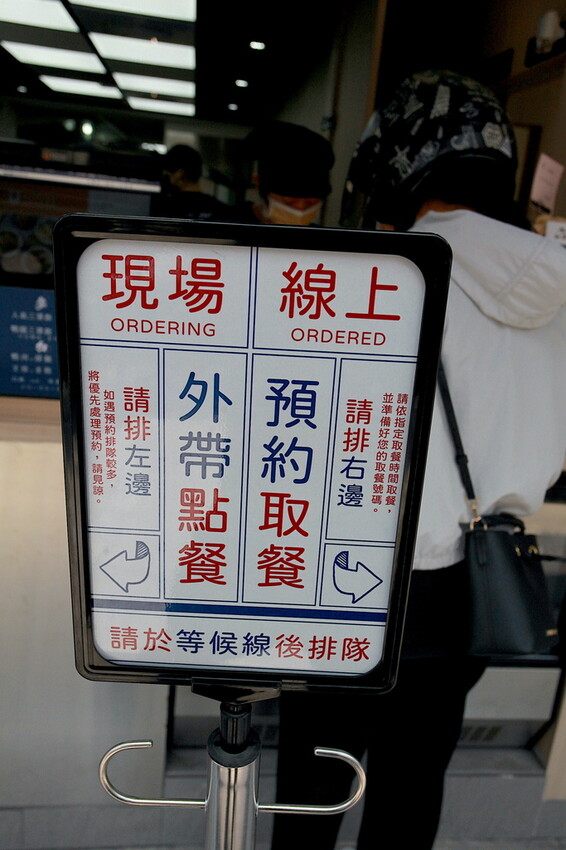 現場
ORDERING
線上
ORDERED
外帶點餐
請排左邊
如遇預約排隊較多，
將優先處理預約，請見諒。
預約取餐
請依指定取餐時間取餐，
並準備好您的取餐號碼。
請排右邊
請於等候線後排隊